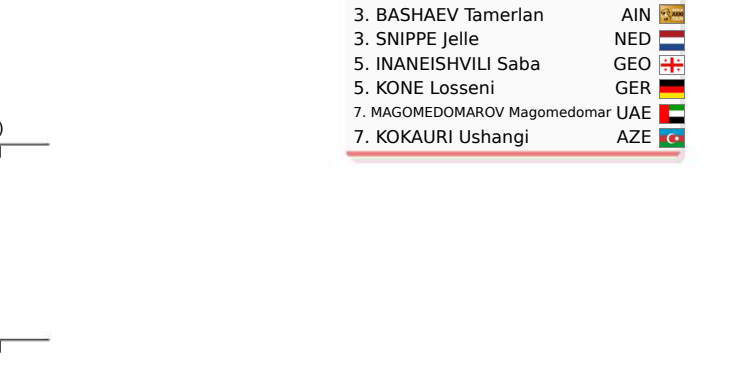 3. BASHAEV Tamerlan AIN
3. SNIPPE Jelle NED
5. INANEISHVILI Saba GEO
5. KONE Losseni GER
7. MAGOMEDOMAROV Magomedomar UAE
)
7. KOKAURI Ushangi AZE